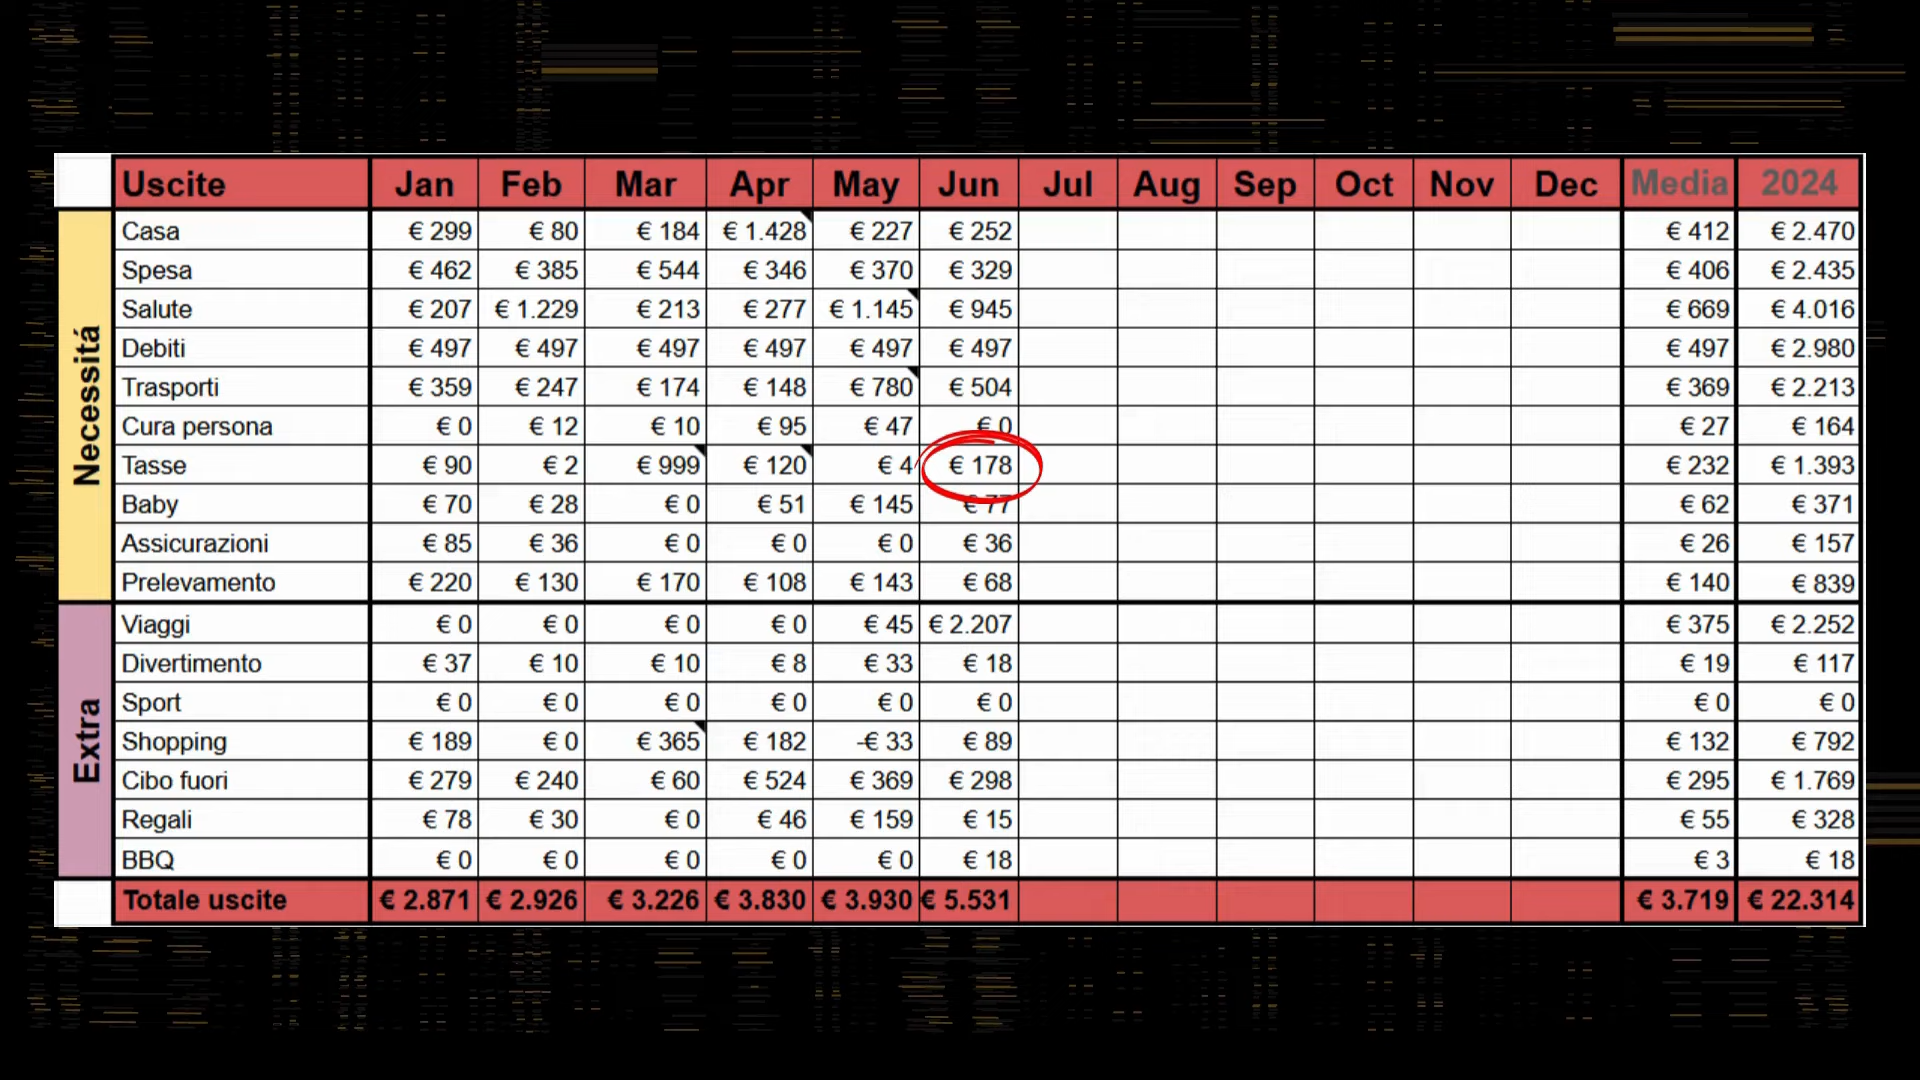 Uscite Jan Feb Mar Apr May Jun Jul Aug Sep Oct Nov Dec Media 2024
Necessitá
Casa € 299 € 80 € 184 € 1.428 € 227 € 252 € 412 € 2.470
Spesa € 462 € 385 € 544 € 346 € 370 € 329 € 406 € 2.435
Salute € 207 € 1.229 € 213 € 277 € 1.145 € 945 € 669 € 4.016
Debiti € 497 € 497 € 497 € 497 € 497 € 497 € 497 € 2.980
Trasporti € 359 € 247 € 174 € 148 € 780 € 504 € 369 € 2.213
Cura persona € 0 € 12 € 10 € 95 € 47 € 0 € 27 € 164
Tasse € 90 € 2 € 999 € 120 € 4 € 178 € 232 € 1.393
Baby € 70 € 28 € 0 € 51 € 145 € 77 € 62 € 371
Assicurazioni € 85 € 36 € 0 € 0 € 0 € 36 € 26 € 157
Prelevamento € 220 € 130 € 170 € 108 € 143 € 68 € 140 € 839
Extra
Viaggi € 0 € 0 € 0 € 0 € 45 € 2.207 € 375 € 2.252
Divertimento € 37 € 10 € 10 € 8 € 33 € 18 € 19 € 117
Sport € 0 € 0 € 0 € 0 € 0 € 0 € 0 € 0
Shopping € 189 € 0 € 365 € 182 -€ 33 € 89 € 132 € 792
Cibo fuori € 279 € 240 € 60 € 524 € 369 € 298 € 295 € 1.769
Regali € 78 € 30 € 0 € 46 € 159 € 15 € 55 € 328
BBQ € 0 € 0 € 0 € 0 € 0 € 18 € 3 € 18
Totale uscite € 2.871 € 2.926 € 3.226 € 3.830 € 3.930 € 5.531 € 3.719 € 22.314